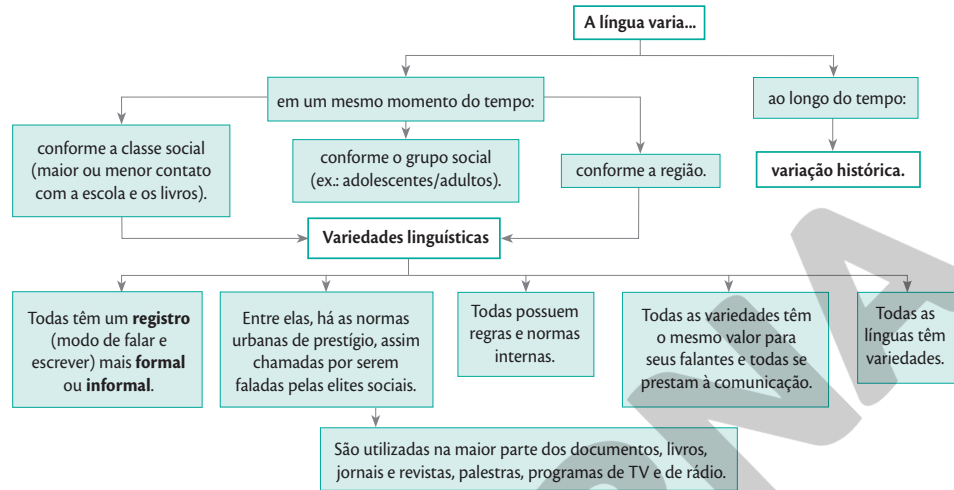 A língua varia...
em um mesmo momento do tempo:
ao longo do tempo:
conforme a classe social
(maior ou menor contato
com a escola e os livros).
conforme o grupo social
(ex.: adolescentes/adultos).
conforme a região.
variação histórica.
Variedades linguísticas
Todas têm um registro
(modo de falar e
escrever) mais formal
ou informal.
Entre elas, há as normas
urbanas de prestígio, assim
chamadas por serem
faladas pelas elites sociais.
Todas possuem
regras e normas
internas.
Todas as variedades têm
o mesmo valor para
seus falantes e todas se
prestam à comunicação.
Todas as
línguas têm
variedades.
São utilizadas na maior parte dos documentos, livros,
jornais e revistas, palestras, programas de TV e de rádio.
RNA